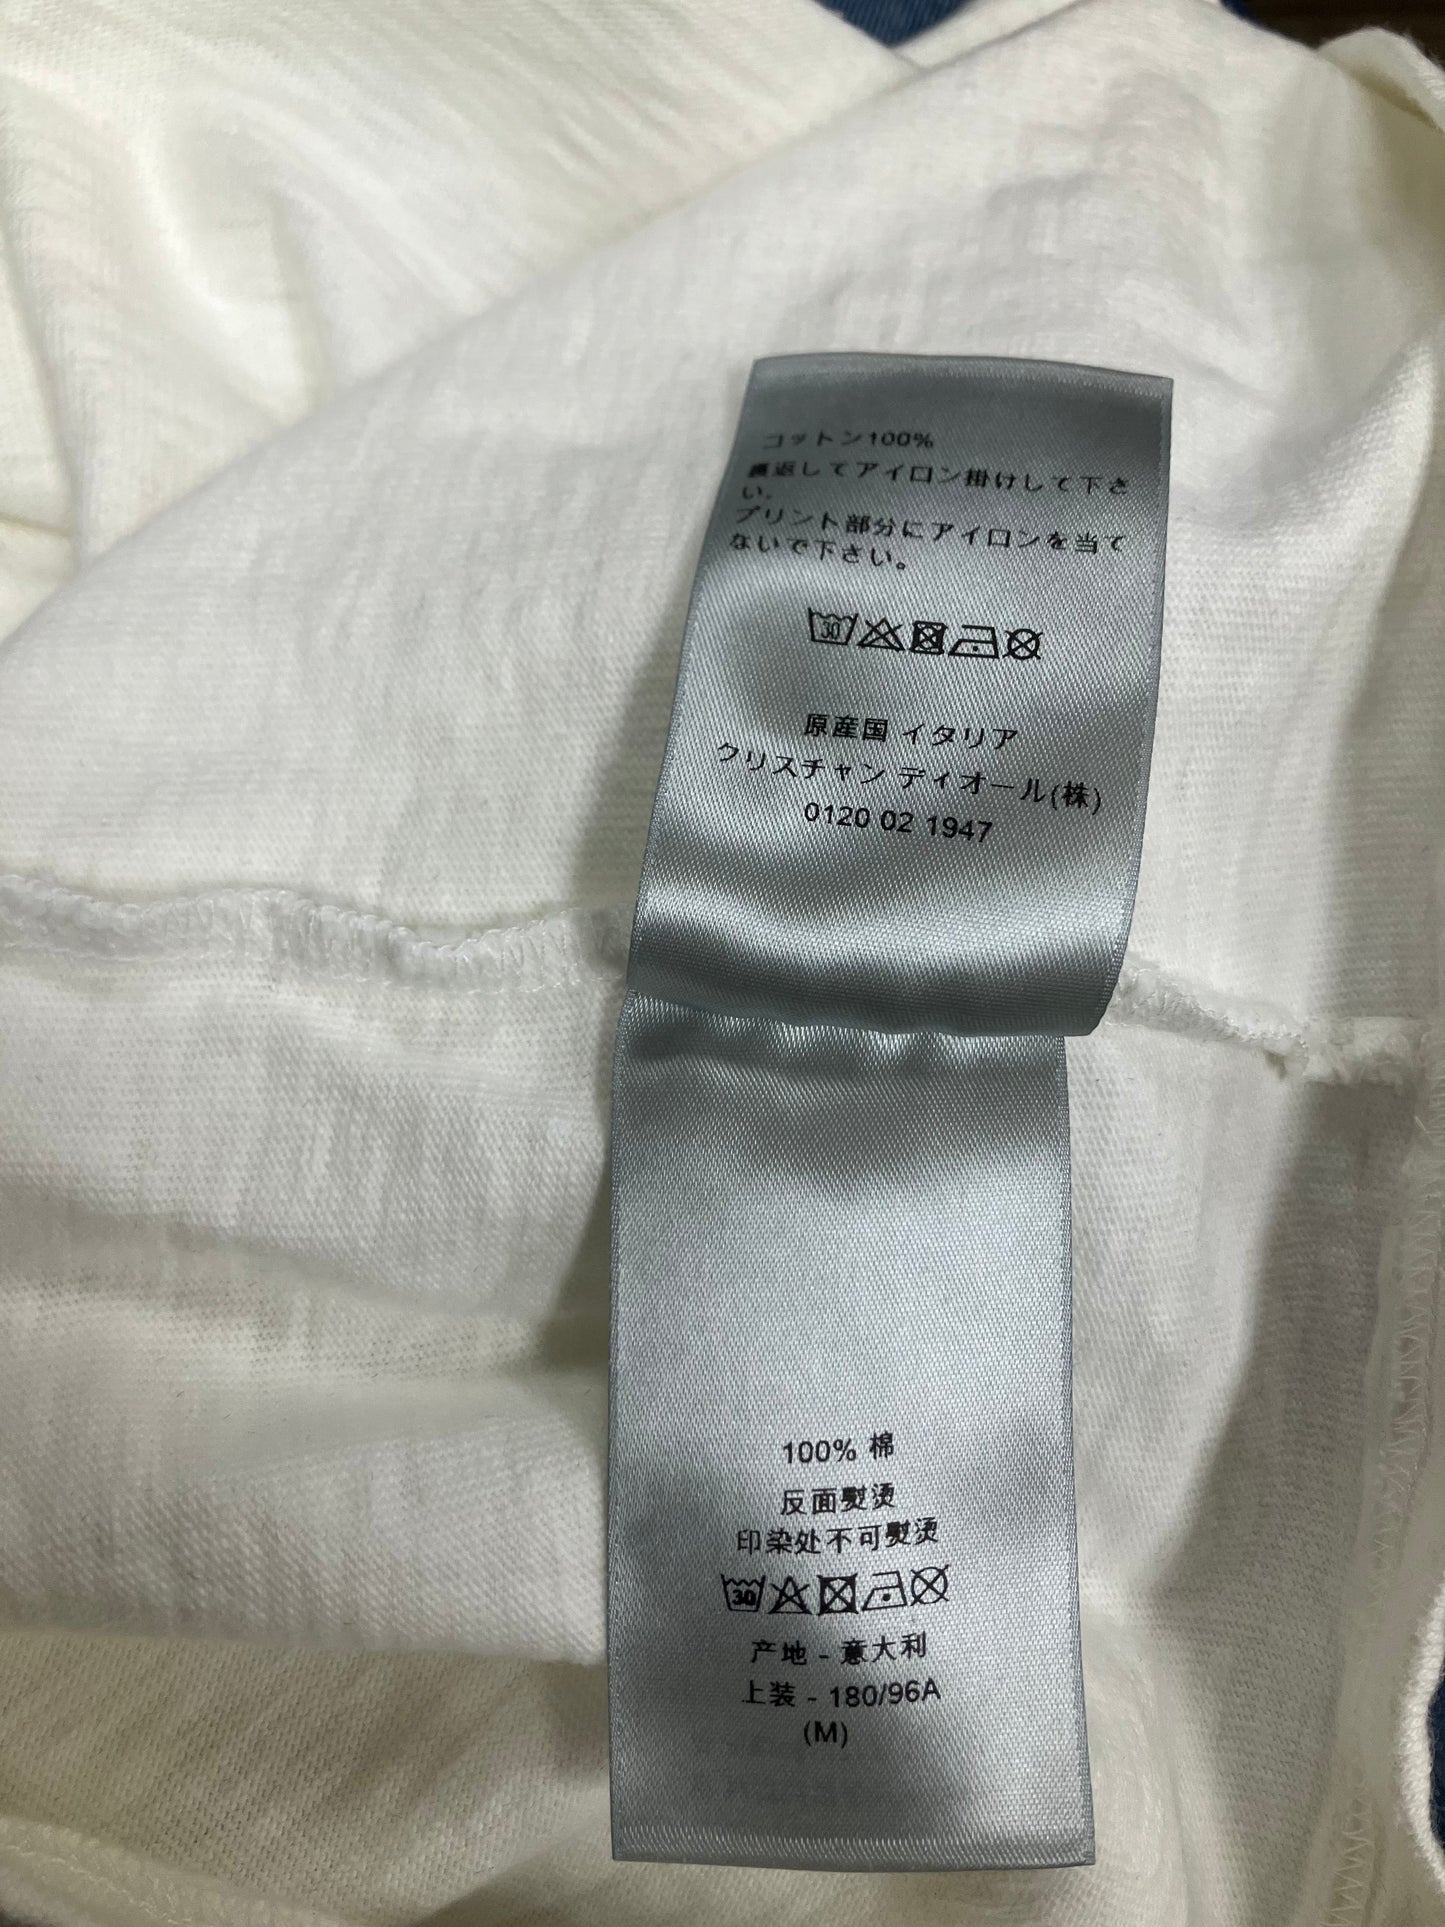 コットン100%
裏返してアイロン掛けして下さ
い。
プリント部分にアイロンを当て
ないで下さい。
30
原産国 イタリア
クリスチャン ディオール(株)
0120 02 1947
100% 棉
反面熨烫
印染处不可熨烫
30
产地 - 意大利
上装 - 180/96A
(M)